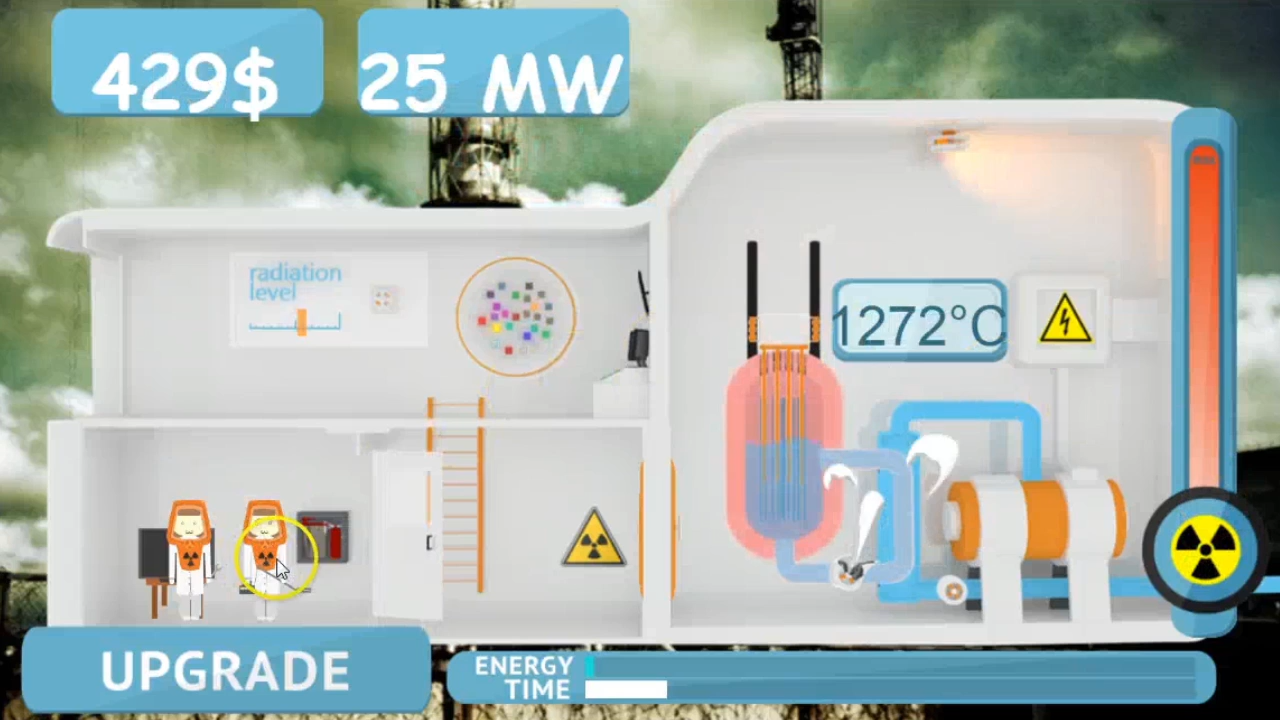 429$
25 MW
radiation
level
1272°C
UPGRADE
ENERGY
TIME